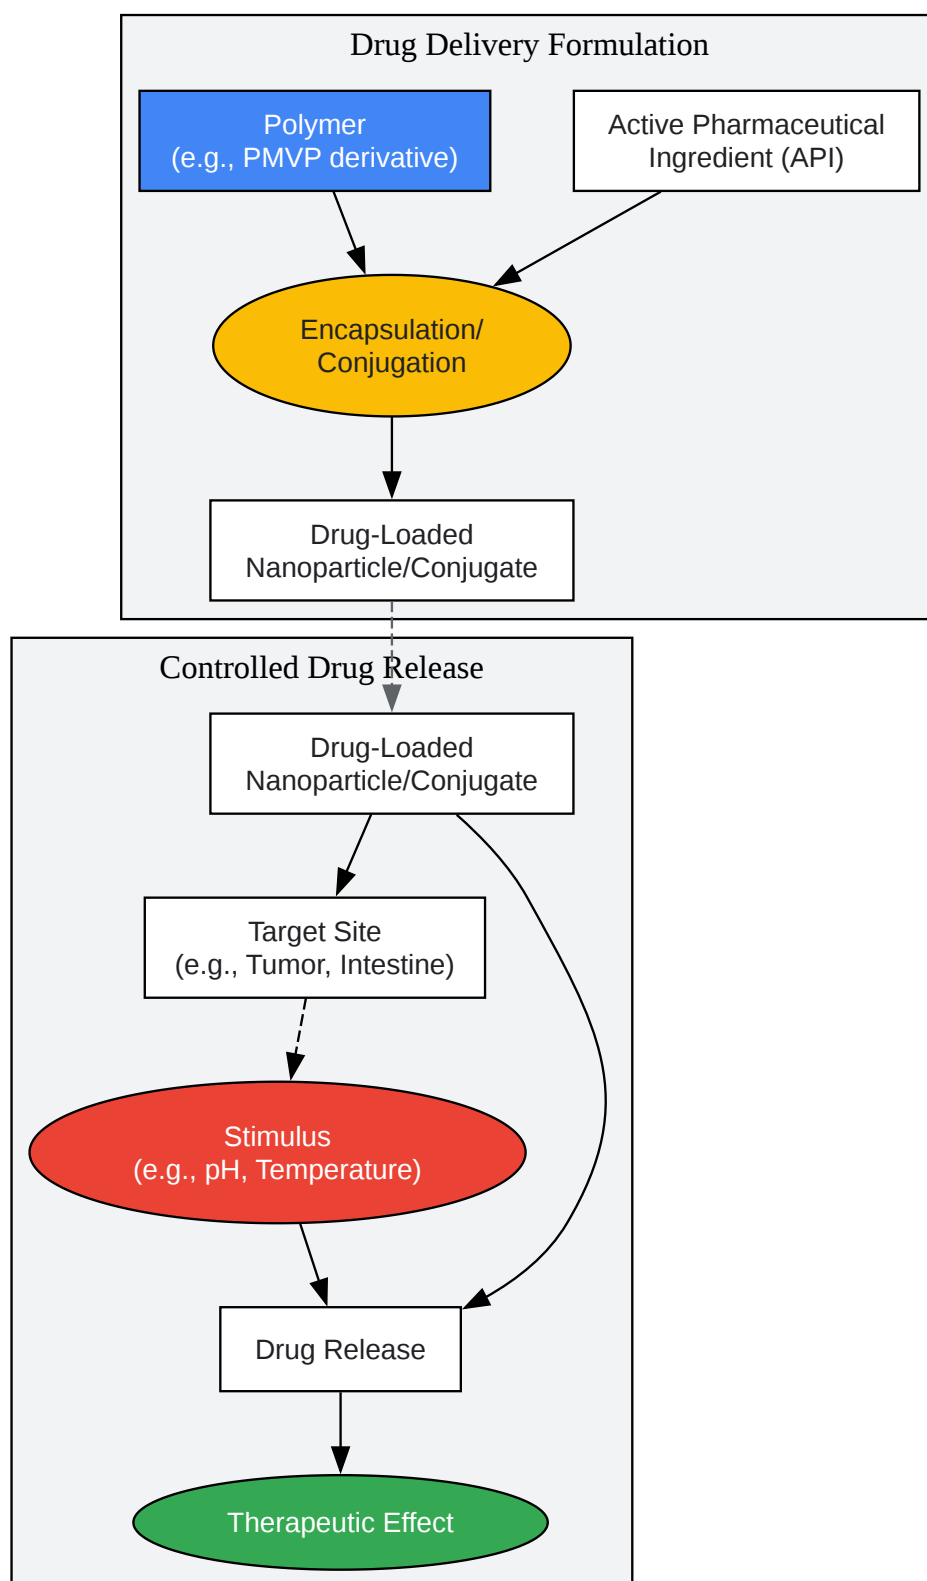 Drug Delivery Formulation
Polymer
(e.g., PMVP derivative)
Active Pharmaceutical
Ingredient (API)
Encapsulation/
Conjugation
Drug-Loaded
Nanoparticle/Conjugate
Controlled Drug Release
Drug-Loaded
Nanoparticle/Conjugate
Target Site
(e.g., Tumor, Intestine)
Stimulus
(e.g., pH, Temperature)
Drug Release
Therapeutic Effect